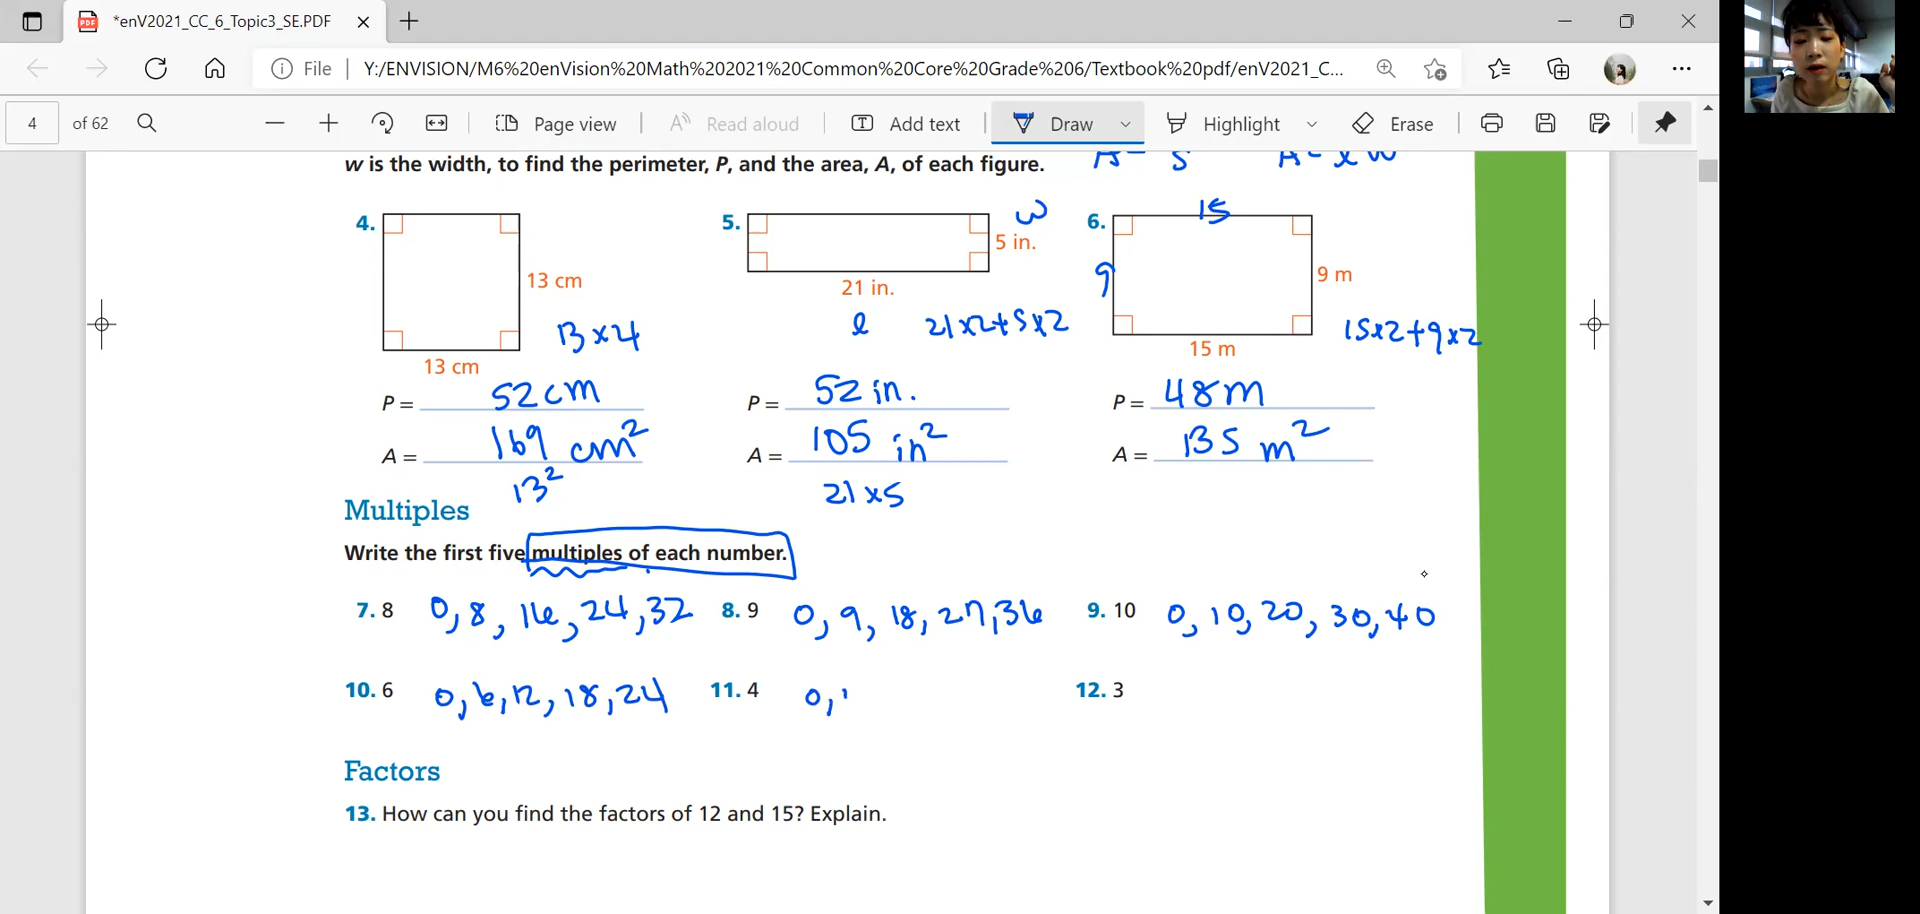 *enV2021_CC_6_Topic3_SE.PDF
File
Y:/ENVISION/M6%20enVision%20Math%202021%20Common%20Core%20Grade%206/Textbook%20pdf/enV2021_C...
4 of 62
Page view
Read aloud
Add text
Draw
Highlight
Erase
w is the width, to find the perimeter, P, and the area, A, of each figure.
4.
13 cm
13 cm
13 x 4
P = 52 cm
A = 169 cm²
13²
5.
w
5 in.
21 in.
l
21x2+5x2
P = 52 in.
A = 105 in²
21 x 5
6.
15
9
9 m
15 m
15x2+9x2
P = 48 m
A = 135 m²
Multiples
Write the first five multiples of each number.
7. 8 0, 8, 16, 24, 32
8. 9 0, 9, 18, 27, 36
9. 10 0, 10, 20, 30, 40
10. 6 0, 6, 12, 18, 24
11. 4 0,
12. 3
Factors
13. How can you find the factors of 12 and 15? Explain.